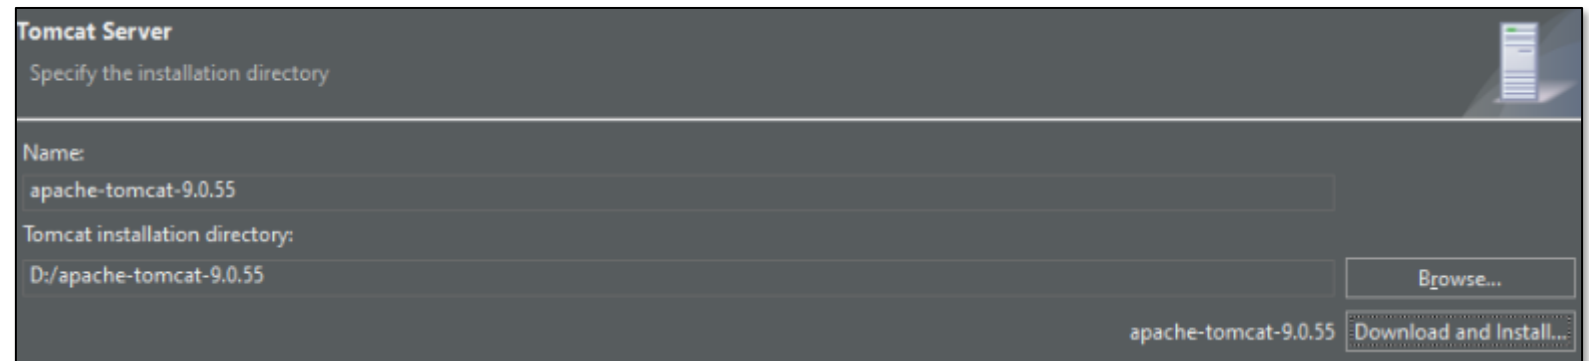 Tomcat Server
Specify the installation directory
Name:
apache-tomcat-9.0.55
Tomcat installation directory:
D:/apache-tomcat-9.0.55
Browse...
apache-tomcat-9.0.55 Download and Install...